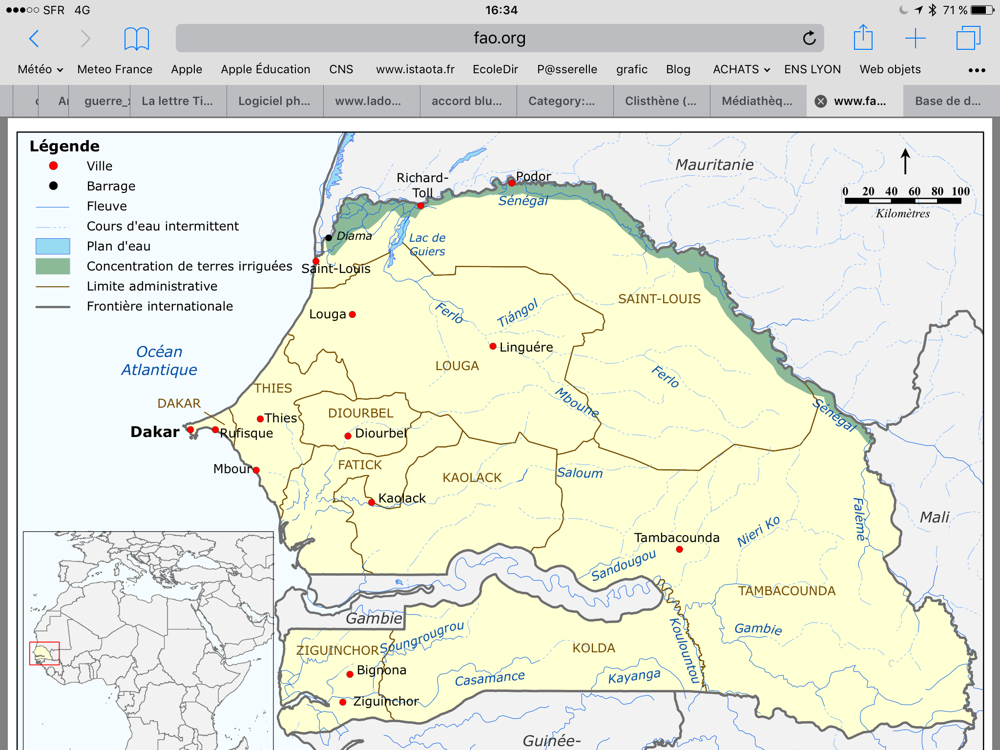 SFR 4G
16:34
71 %
fao.org
Météo
Meteo France
Apple
Apple Éducation
CNS
www.istaota.fr
EcoleDir
P@sserelle
grafic
Blog
ACHATS
ENS LYON
Web objets
guerre_
La lettre Ti...
Logiciel ph...
www.lado...
accord blu...
Category:...
Clisthène (...
Médiathèq...
www.fa...
Base de d...
Légende
Ville
Barrage
Fleuve
Cours d'eau intermittent
Plan d'eau
Concentration de terres irriguées
Limite administrative
Frontière internationale
Mauritanie
0 20 40 60 80 100
Kilomètres
Richard-
Toll
Podor
Sénégal
Diama
Lac de
Guiers
Saint-Louis
SAINT-LOUIS
Louga
Ferlo
Tiángol
Linguére
Océan
Atlantique
LOUGA
Ferlo
THIES
Mboune
DAKAR
DIOURBEL
Sénégal
Thies
Dakar
Rufisque
Diourbel
FATICK
Mbour
KAOLACK
Saloum
Kaolack
Falémé
Mali
Nieri Ko
Tambacounda
Sandougou
TAMBACOUNDA
Gambie
Soungrougrou
Koulountou
Gambie
ZIGUINCHOR
KOLDA
Bignona
Casamance
Kayanga
Ziguinchor
Guinée-